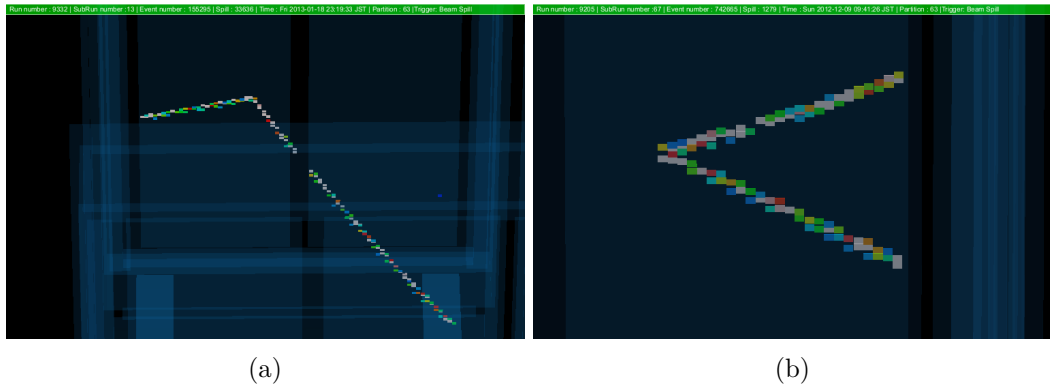 Run number : 9332 | SubRun number :13 | Event number : 155295 | Spill : 33636 | Time : Fri 2013-01-18 23:19:33 JST | Partition : 63 |Trigger: Beam Spill
Run number : 9205 |SubRun number :67 | Event number : 742665 | Spill : 1279 | Time : Sun 2012-12-09 09:41:26 JST | Partition : 63 |Trigger: Beam Spill
(a)
(b)